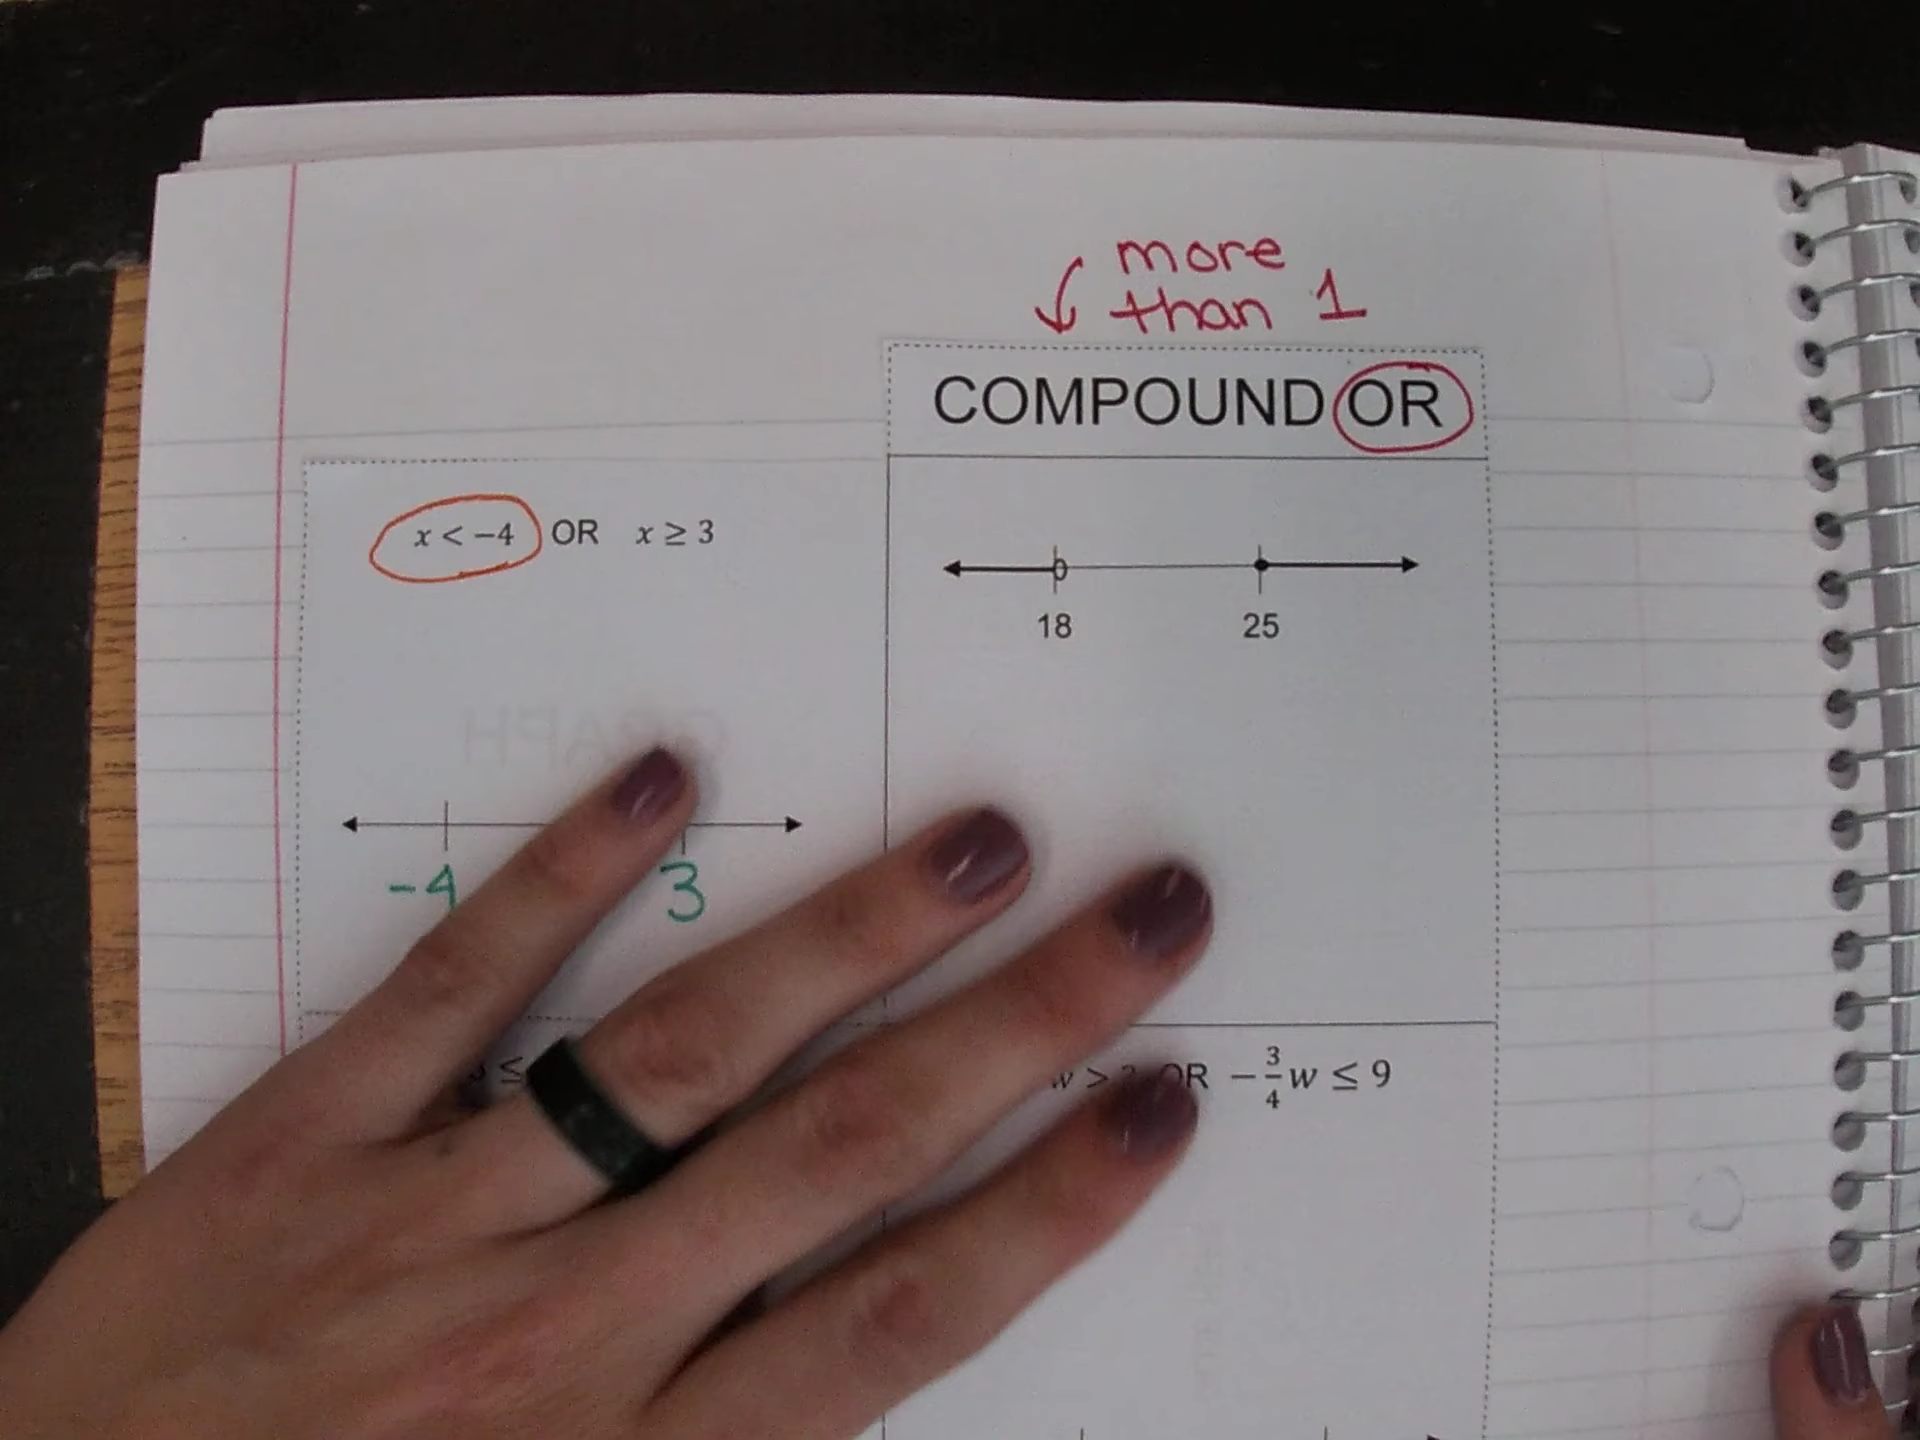 more
than 1
COMPOUND OR
x < −4 OR x ≥ 3
18 25
-4 3
≤
w > OR −3/4 w ≤ 9